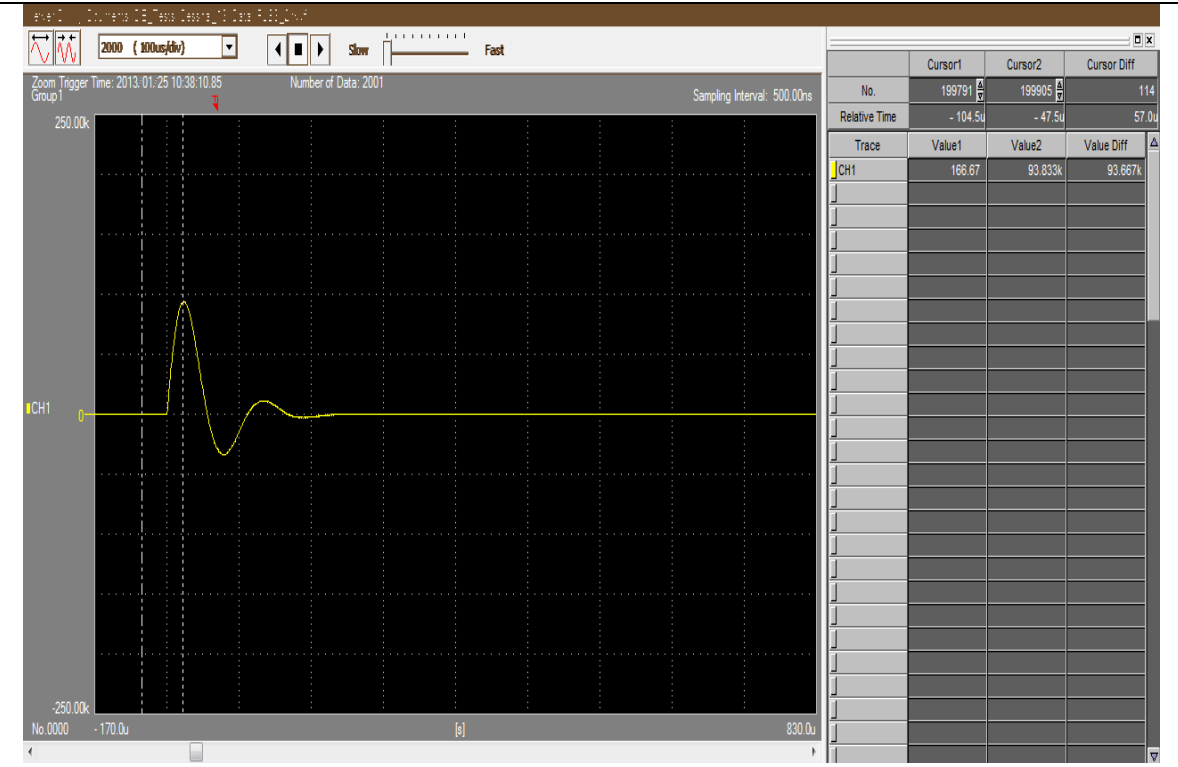 2000 ( 100us/div)
Slow
Fast
Zoom Trigger Time: 2013/01/25 10:38:10.85
Number of Data: 2001
Group1
Sampling Interval: 500.00ns
250.00k
CH1
0
-250.00k
No.0000
- 170.0u
[s]
830.0u
Cursor1 Cursor2 Cursor Diff
No. 199791 199905 114
Relative Time - 104.5u - 47.5u 57.0u
Trace Value1 Value2 Value Diff
CH1 166.67 93.833k 93.667k